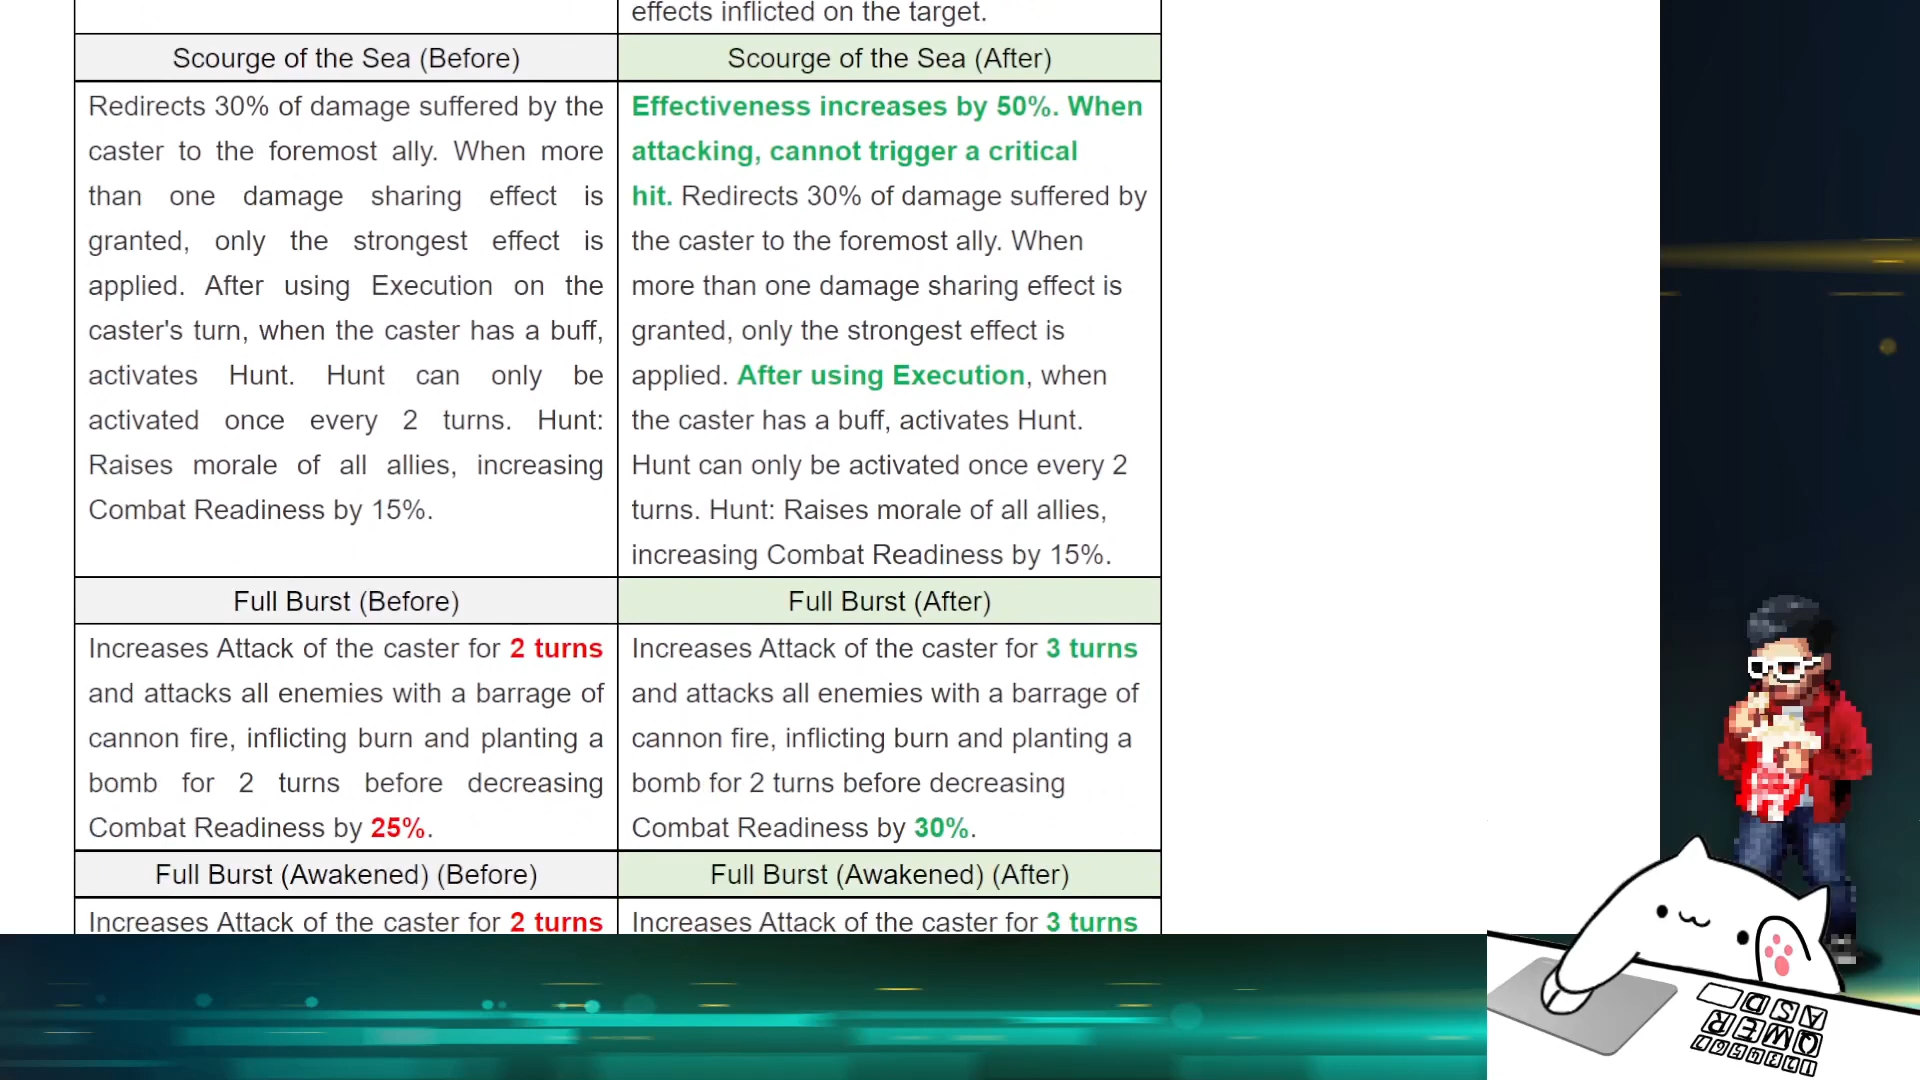 effects inflicted on the target.
Scourge of the Sea (Before)
Scourge of the Sea (After)
Redirects 30% of damage suffered by the
caster to the foremost ally. When more
than one damage sharing effect is
granted, only the strongest effect is
applied. After using Execution on the
caster's turn, when the caster has a buff,
activates Hunt. Hunt can only be
activated once every 2 turns. Hunt:
Raises morale of all allies, increasing
Combat Readiness by 15%.
Effectiveness increases by 50%. When
attacking, cannot trigger a critical
hit. Redirects 30% of damage suffered by
the caster to the foremost ally. When
more than one damage sharing effect is
granted, only the strongest effect is
applied. After using Execution, when
the caster has a buff, activates Hunt.
Hunt can only be activated once every 2
turns. Hunt: Raises morale of all allies,
increasing Combat Readiness by 15%.
Full Burst (Before)
Full Burst (After)
Increases Attack of the caster for 2 turns
and attacks all enemies with a barrage of
cannon fire, inflicting burn and planting a
bomb for 2 turns before decreasing
Combat Readiness by 25%.
Increases Attack of the caster for 3 turns
and attacks all enemies with a barrage of
cannon fire, inflicting burn and planting a
bomb for 2 turns before decreasing
Combat Readiness by 30%.
Full Burst (Awakened) (Before)
Full Burst (Awakened) (After)
Increases Attack of the caster for 2 turns
Increases Attack of the caster for 3 turns
A S D
Q W E R
1 2 3 4 5 6 7